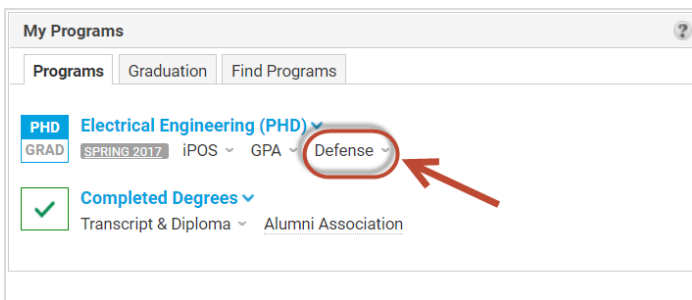 My Programs ?
Programs Graduation Find Programs
PHD Electrical Engineering (PHD)
GRAD SPRING 2017 iPOS GPA Defense
Completed Degrees
Transcript & Diploma Alumni Association